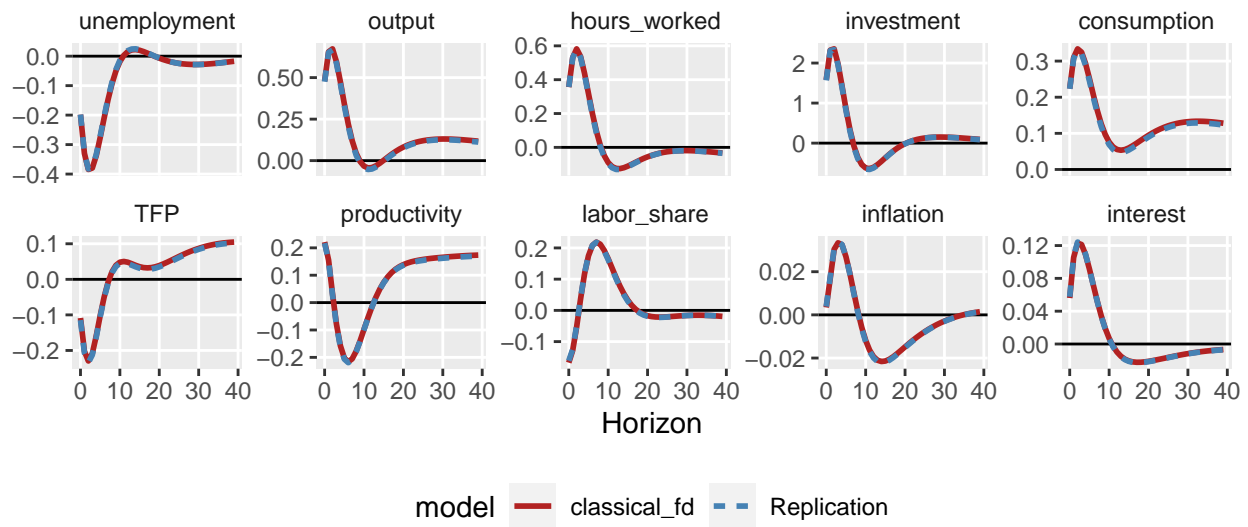 unemployment output hours_worked investment consumption
0.0 −0.1 −0.2 −0.3 −0.4
0.50 0.25 0.00
0.6 0.4 0.2 0.0
2 1 0
0.3 0.2 0.1 0.0
TFP productivity labor_share inflation interest
0.1 0.0 −0.1 −0.2
0.2 0.1 0.0 −0.1 −0.2
0.2 0.1 0.0 −0.1
0.02 0.00 −0.02
0.12 0.08 0.04 0.00
0 10 20 30 40 0 10 20 30 40 0 10 20 30 40 0 10 20 30 40 0 10 20 30 40
Horizon
model classical_fd Replication